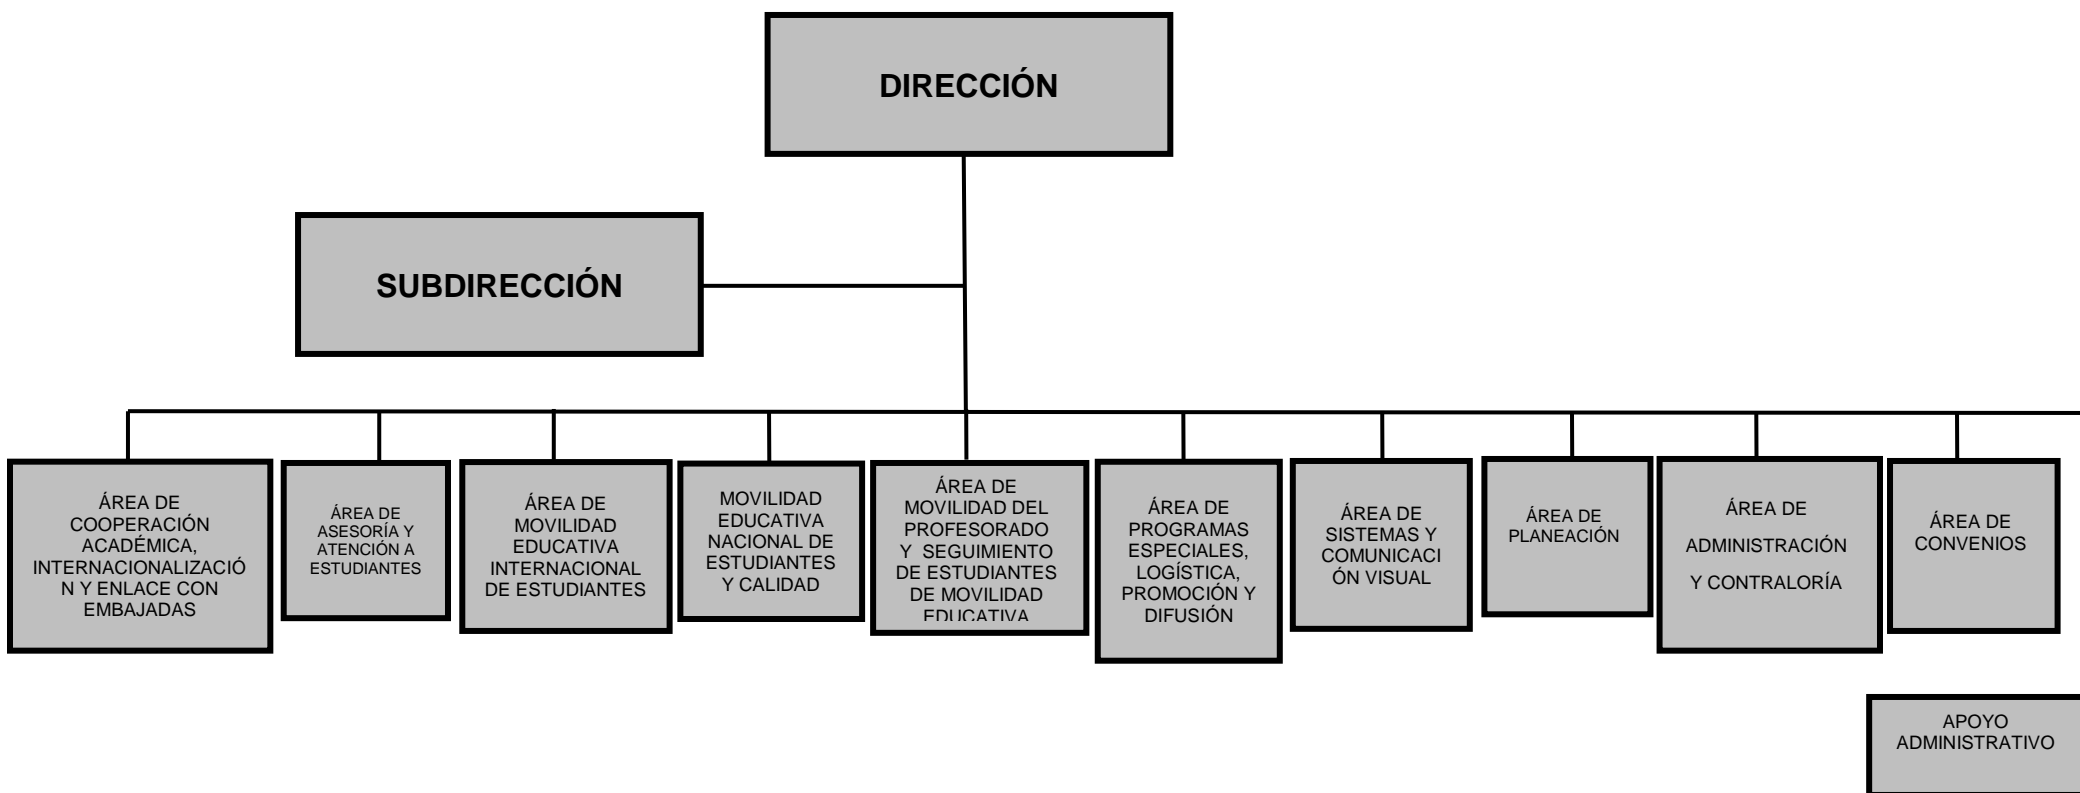 DIRECCIÓN
SUBDIRECCIÓN
ÁREA DE
COOPERACIÓN
ACADÉMICA,
INTERNACIONALIZACIÓ
N Y ENLACE CON
EMBAJADAS
ÁREA DE
ASESORÍA Y
ATENCIÓN A
ESTUDIANTES
ÁREA DE
MOVILIDAD
EDUCATIVA
INTERNACIONAL
DE ESTUDIANTES
MOVILIDAD
EDUCATIVA
NACIONAL DE
ESTUDIANTES
Y CALIDAD
ÁREA DE
MOVILIDAD DEL
PROFESORADO
Y SEGUIMIENTO
DE ESTUDIANTES
DE MOVILIDAD
EDUCATIVA
ÁREA DE
PROGRAMAS
ESPECIALES,
LOGÍSTICA,
PROMOCIÓN Y
DIFUSIÓN
ÁREA DE
SISTEMAS Y
COMUNICACI
ÓN VISUAL
ÁREA DE
PLANEACIÓN
ÁREA DE
ADMINISTRACIÓN
Y CONTRALORÍA
ÁREA DE
CONVENIOS
APOYO
ADMINISTRATIVO